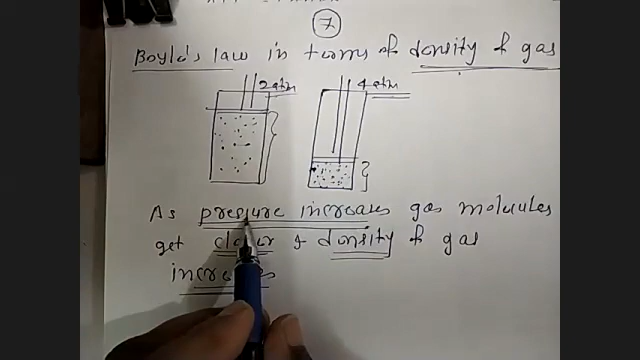 7
Boyle's law in terms of density of gas
2 atm 4 atm
As pressure increases gas molecules
get closer & density of gas
increases